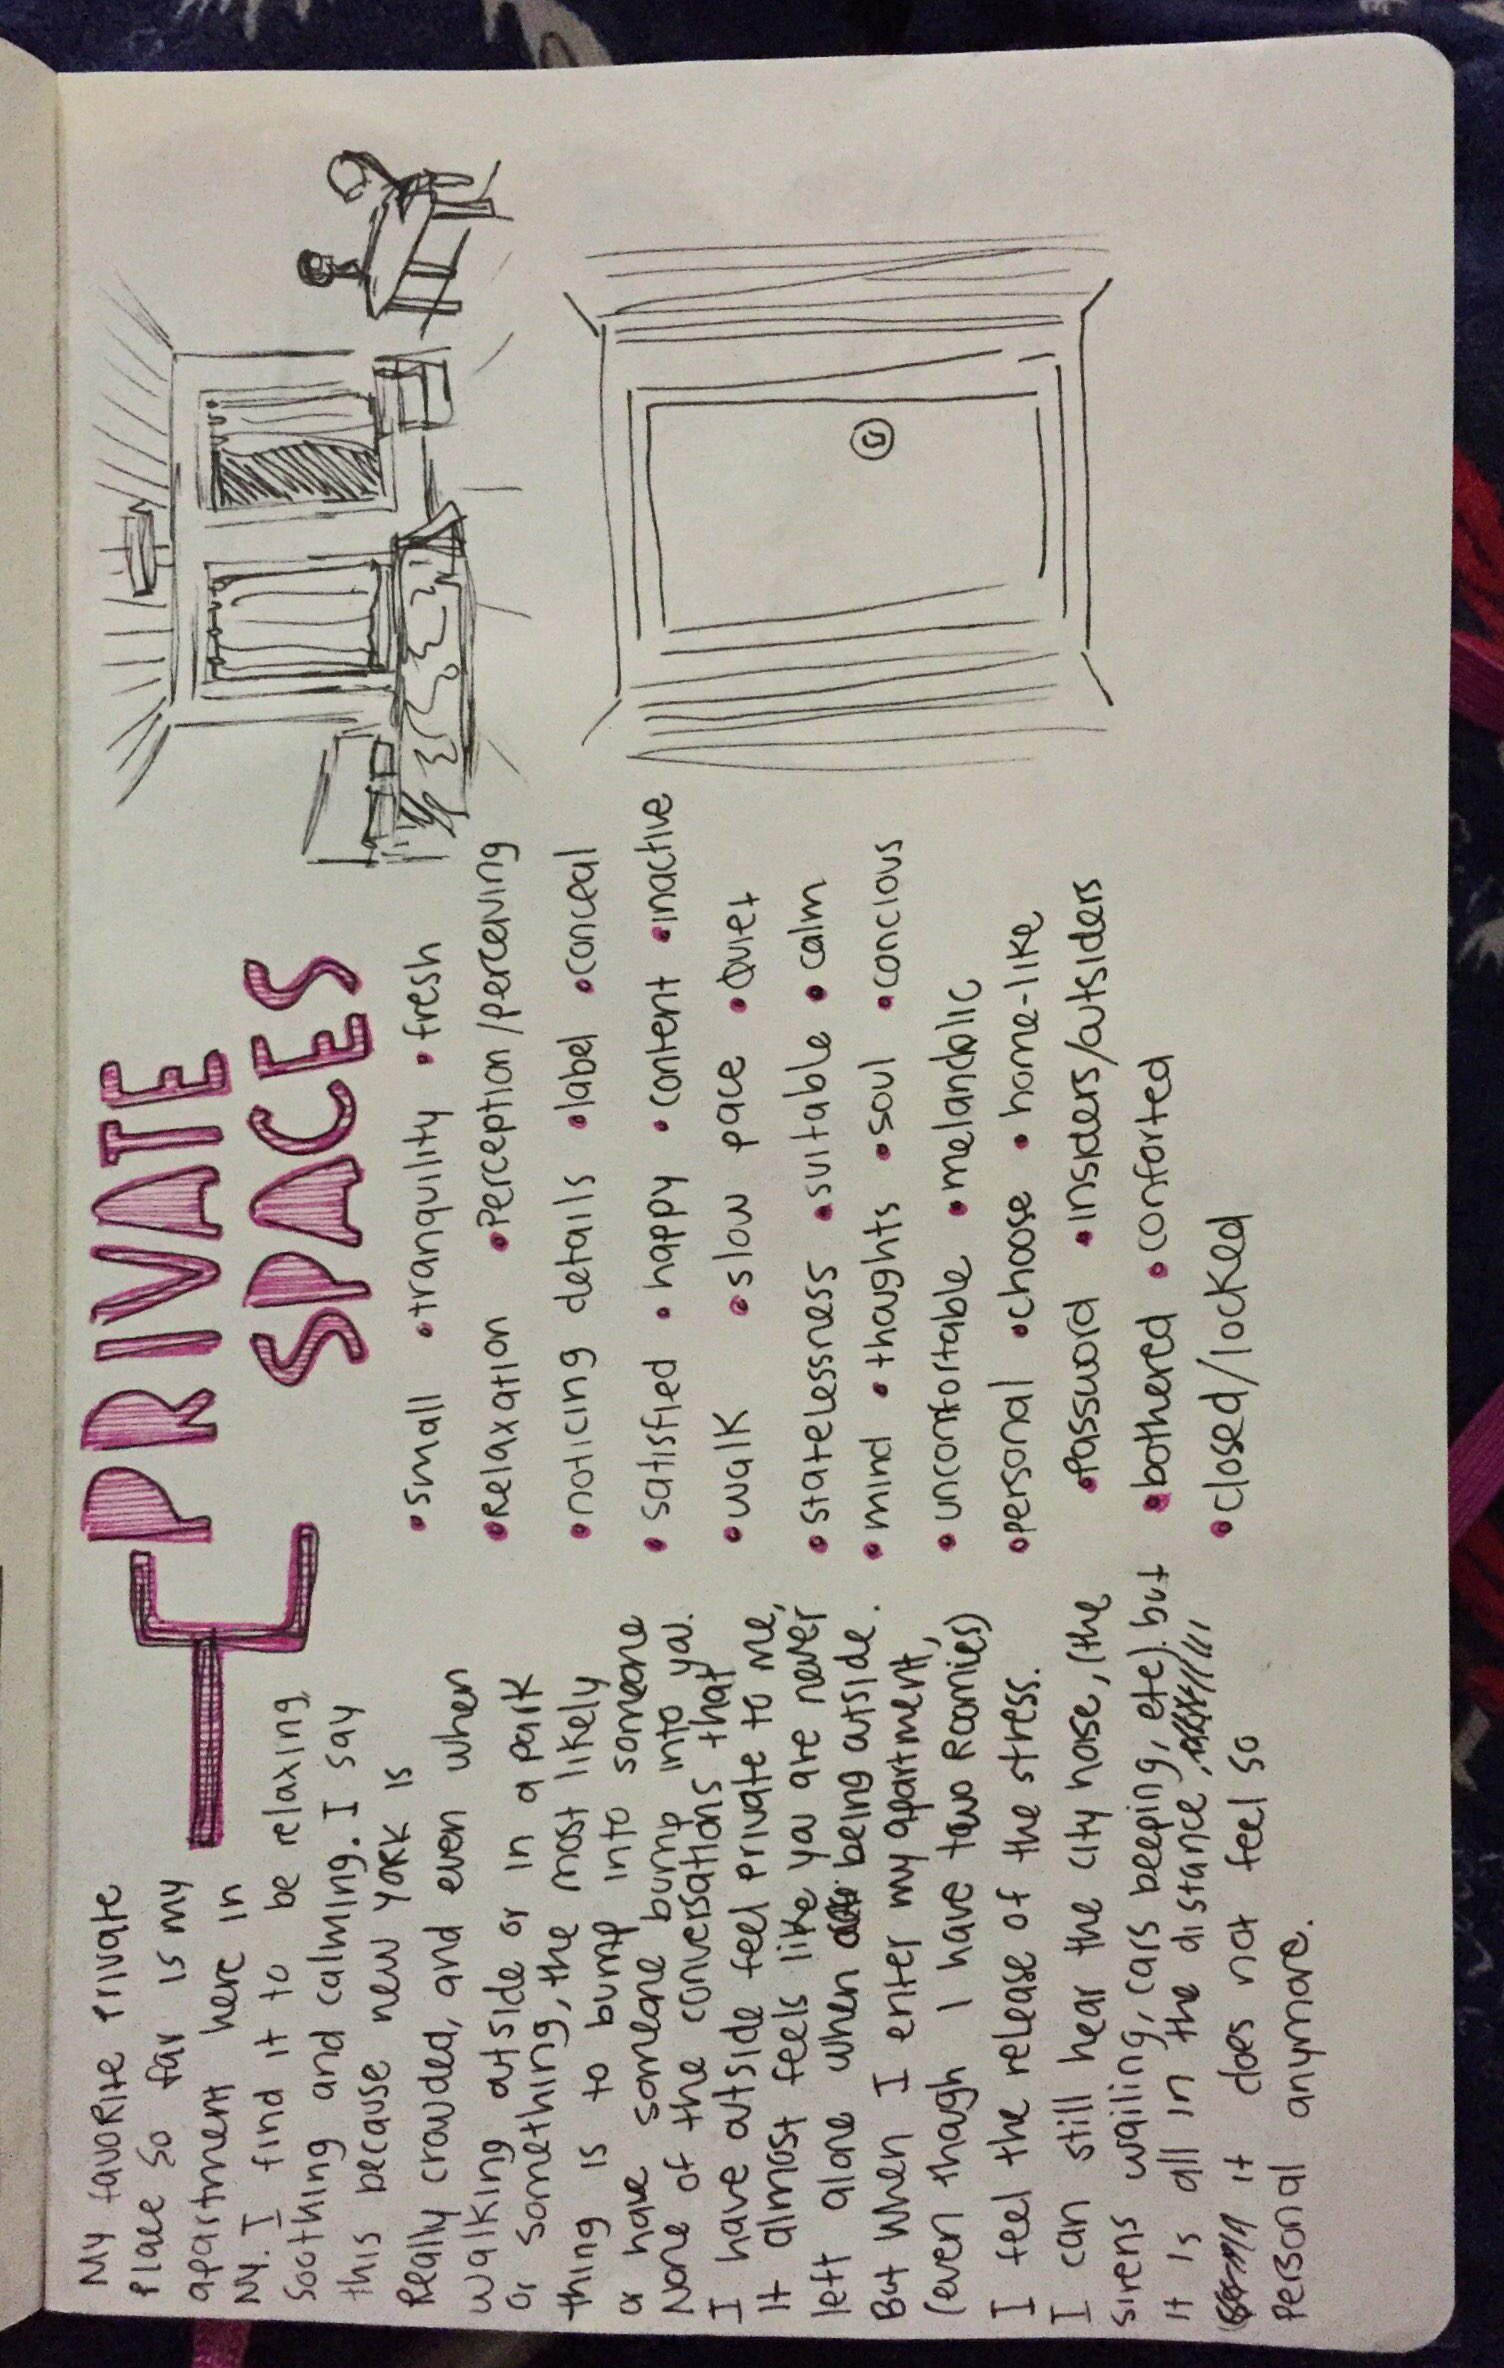 PRIVATE
SPACES
My favorite private
place so far is my
apartment here in
NY. I find it to be relaxing,
soothing and calming. I say
this because new york is
Really crowded, and even when
walking outside or in a park
or something, the most likely
thing is to bump into someone
or have someone bump into you.
None of the conversations that
I have outside feel private to me,
It almost feels like you are never
left alone when being outside.
But when I enter my apartment,
(even though I have two Roomies)
I feel the release of the stress.
I can still hear the city noise, (the
sirens wailing, cars beeping, etc). but
it is all in the distance,
it does not feel so
personal anymore.
•small •tranquility •fresh
•Relaxation •Perception/perceiving
•noticing details •label •conceal
•satisfied •happy •content •inactive
•walk •slow pace •Quiet
•statelessness •suitable •calm
•mind •thoughts •soul •concious
•unconfortable •melandolic
•personal •choose •home-like
•Password •insiders/outsiders
•bothered •conforted
•closed/locked